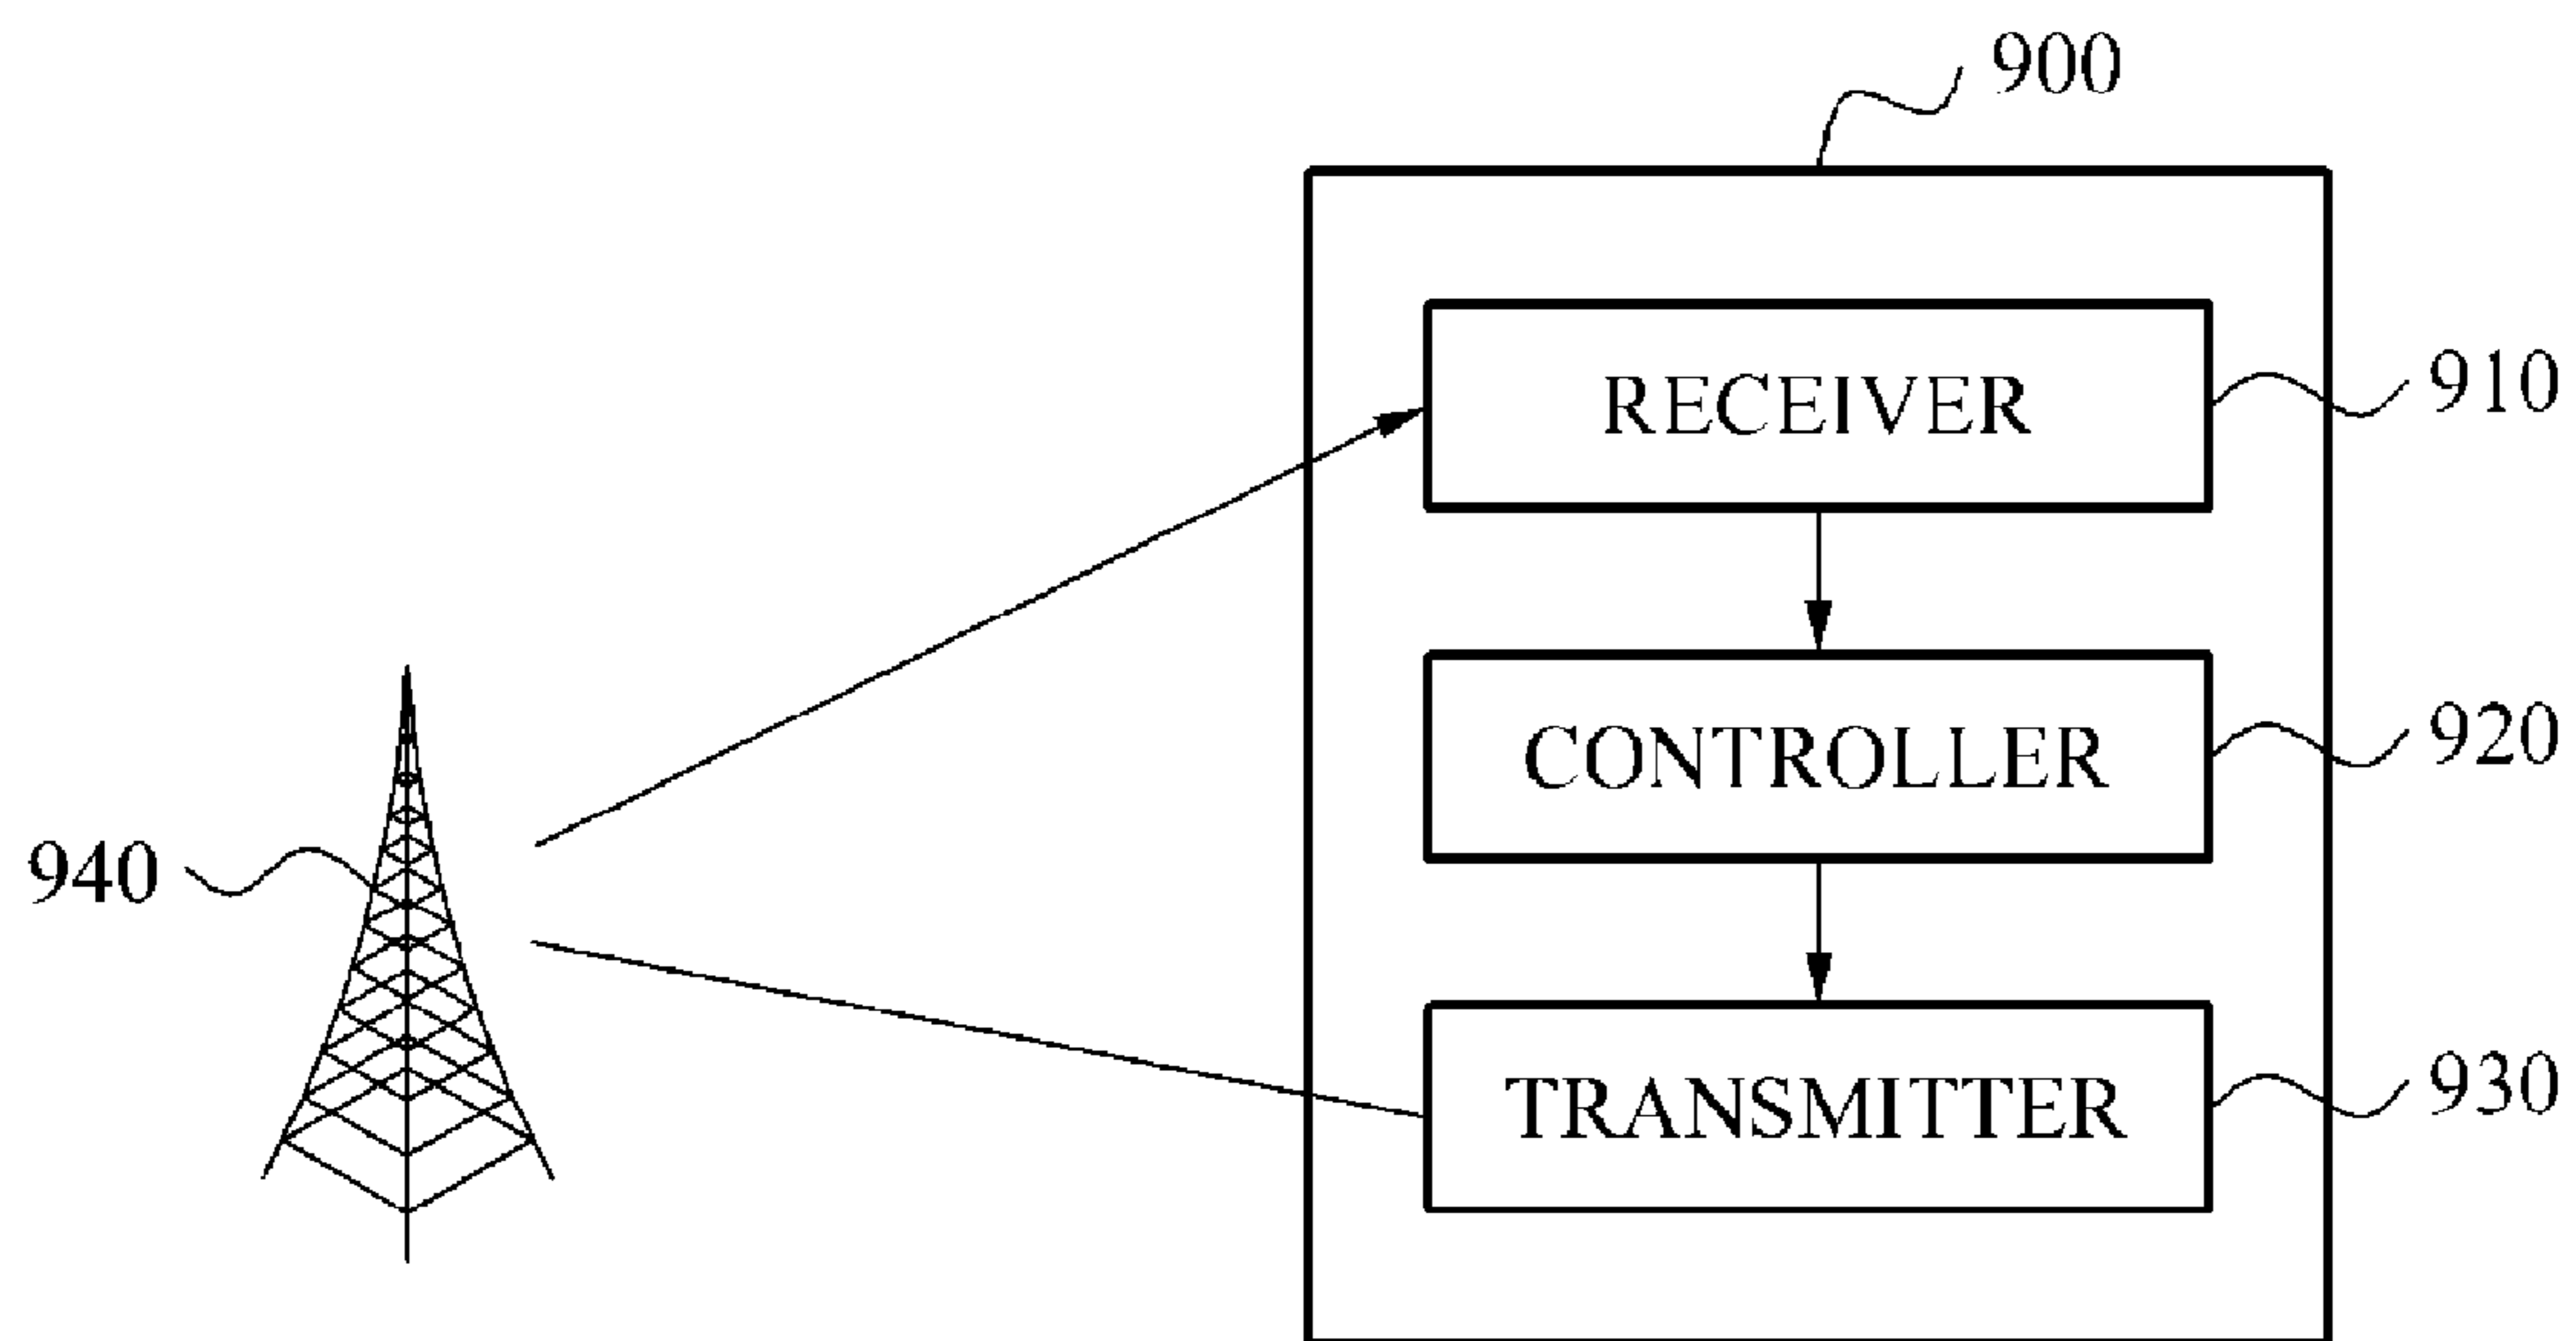 900
RECEIVER 910
CONTROLLER 920
940
TRANSMITTER 930